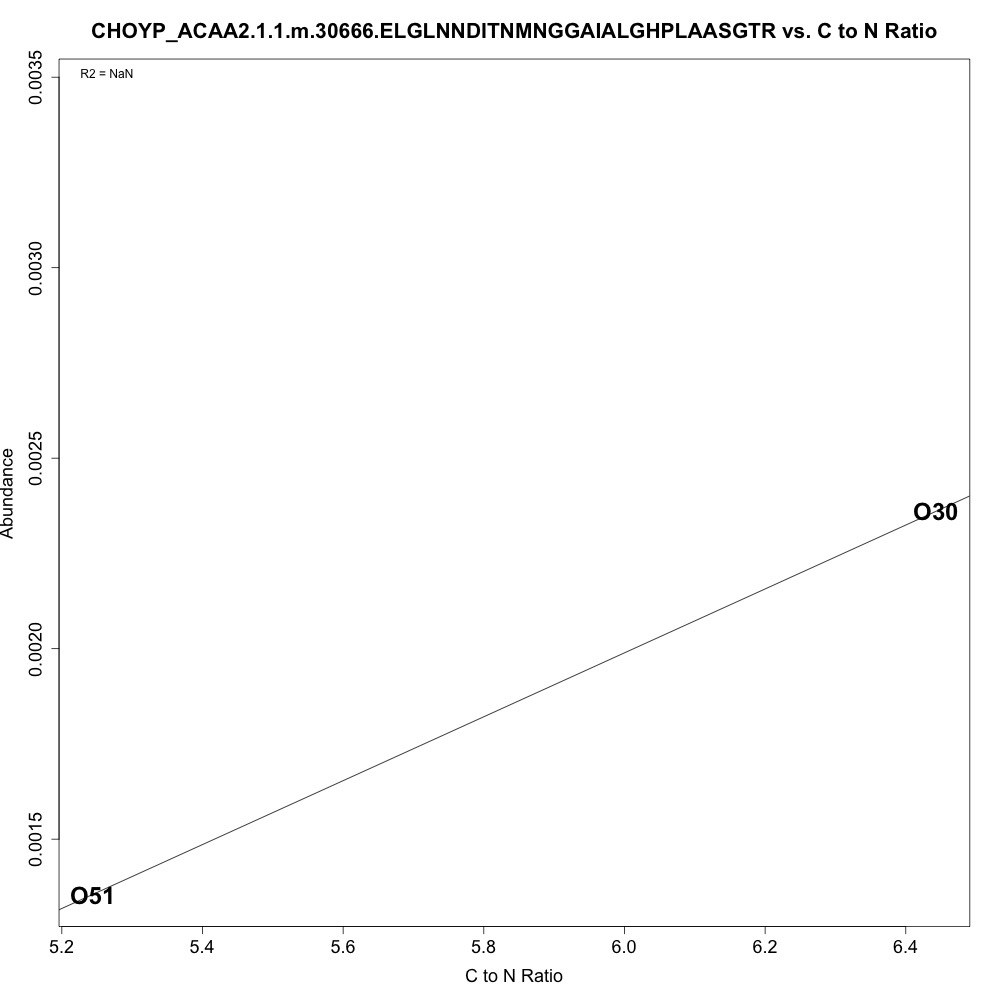 CHOYP_ACAA2.1.1.m.30666.ELGLNNDITNMNGGAIALGHPLAASGTR vs. C to N Ratio
R2 = NaN
0.0035
0.0030
0.0025
0.0020
0.0015
Abundance
O30
O51
5.2 5.4 5.6 5.8 6.0 6.2 6.4
C to N Ratio